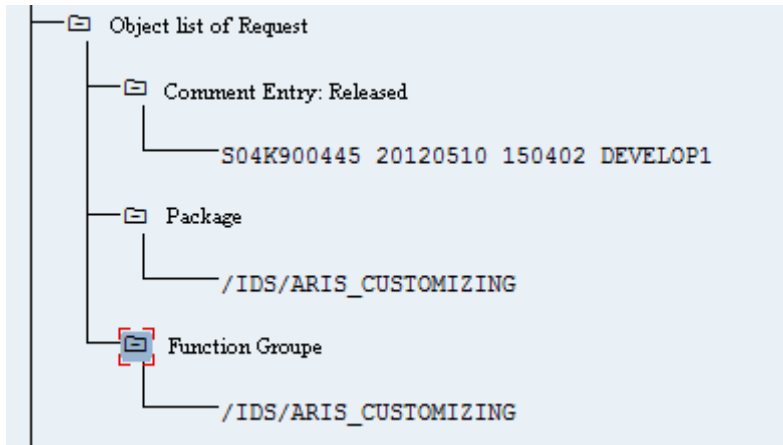 Object list of Request
Comment Entry: Released
S04K900445 20120510 150402 DEVELOP1
Package
/IDS/ARIS_CUSTOMIZING
Function Groupe
/IDS/ARIS_CUSTOMIZING